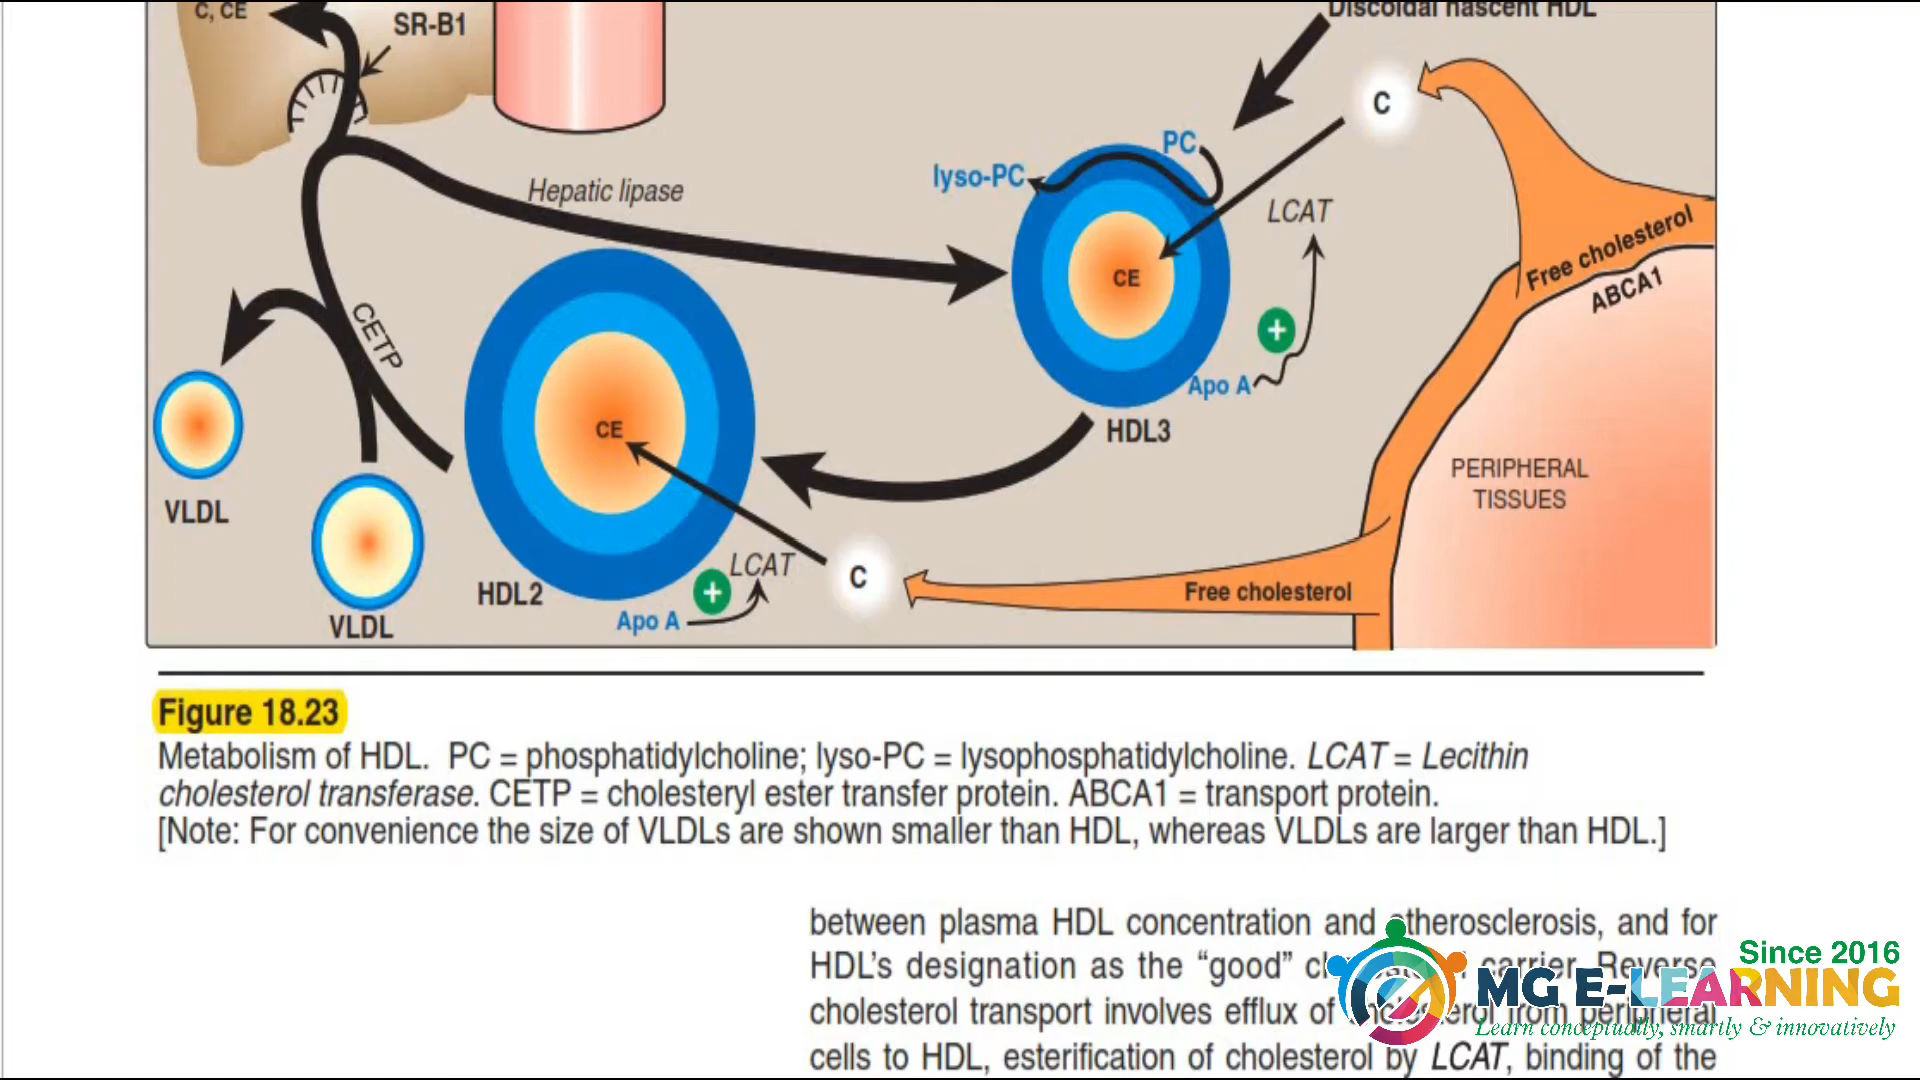 C, CE
SR-B1
Discoidal nascent HDL
C
PC
lyso-PC
Hepatic lipase
LCAT
CE
Free cholesterol
ABCA1
CETP
Apo A
HDL3
CE
PERIPHERAL
TISSUES
VLDL
LCAT
C
HDL2
Apo A
Free cholesterol
VLDL
Figure 18.23
Metabolism of HDL. PC = phosphatidylcholine; lyso-PC = lysophosphatidylcholine. LCAT = Lecithin
cholesterol transferase. CETP = cholesteryl ester transfer protein. ABCA1 = transport protein.
[Note: For convenience the size of VLDLs are shown smaller than HDL, whereas VLDLs are larger than HDL.]
between plasma HDL concentration and atherosclerosis, and for
HDL's designation as the “good” cholesterol carrier. Reverse
cholesterol transport involves efflux of cholesterol from peripheral
cells to HDL, esterification of cholesterol by LCAT, binding of the
Since 2016
MG E-LEARNING
Learn conceptually, smartly & innovatively